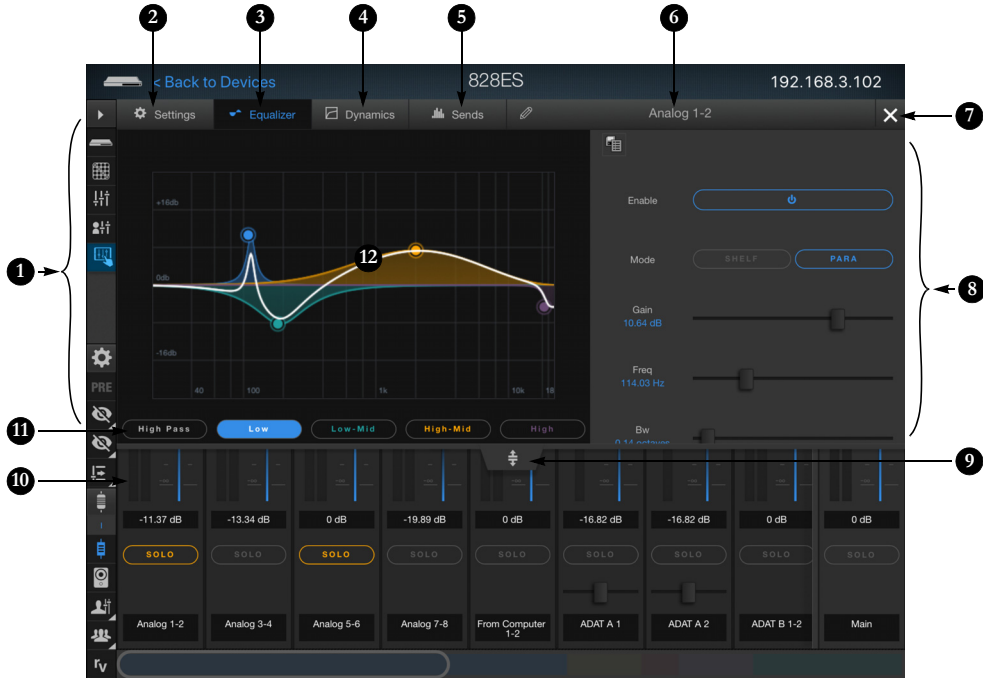 2 3 4 5 6
< Back to Devices 828ES 192.168.3.102
Settings Equalizer Dynamics Sends Analog 1-2
7
+16db
0db
-16db
40 100 1k 10k 18
12
Enable
Mode SHELF PARA
Gain
10.64 dB
Freq
114.03 Hz
Bw
0.14 octaves
1
8
PRE
11
High Pass Low Low-Mid High-Mid High
9
10
-11.37 dB -13.34 dB 0 dB -19.89 dB 0 dB -16.82 dB -16.82 dB 0 dB 0 dB
SOLO SOLO SOLO SOLO SOLO SOLO SOLO SOLO SOLO
Analog 1-2 Analog 3-4 Analog 5-6 Analog 7-8 From Computer 1-2 ADAT A 1 ADAT A 2 ADAT B 1-2 Main
rv